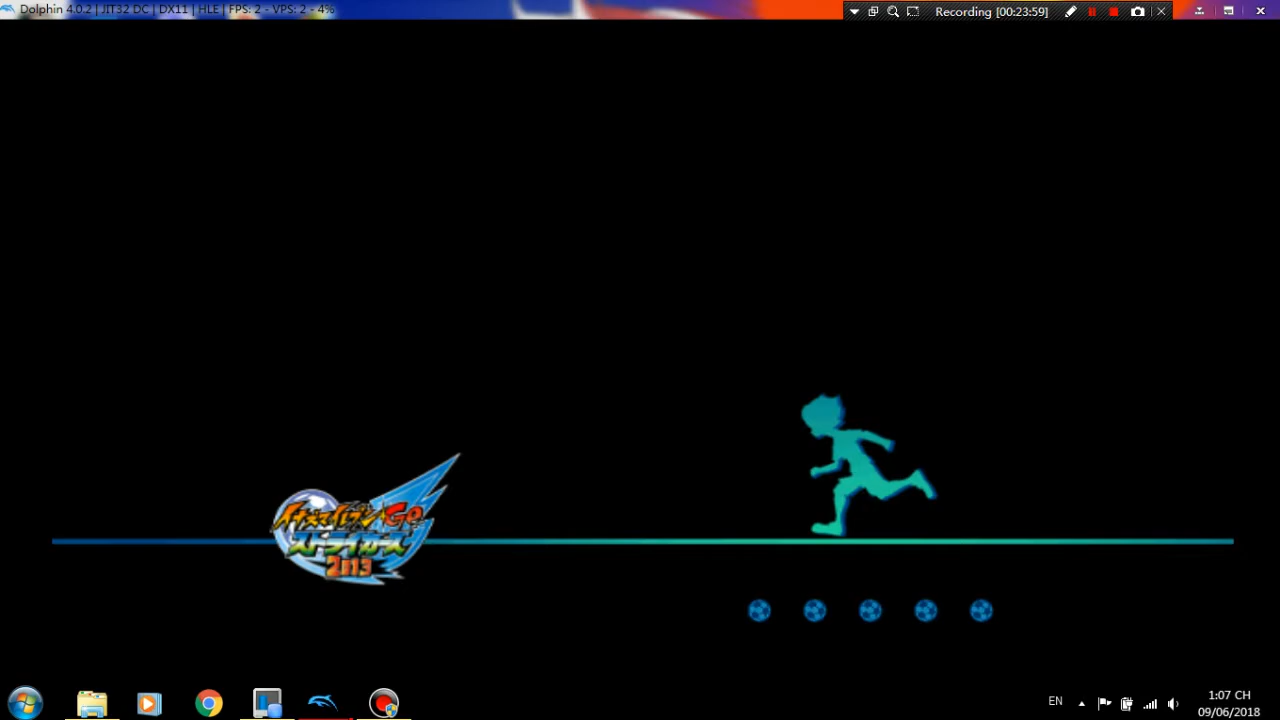 Dolphin 4.0.2 | JIT32 DC | DX11 | HLE | FPS: 2 - VPS: 2 - 4%
Recording [00:23:59]
イナズマイレブンGO
ストライカーズ
2013
EN
1:07 CH
09/06/2018